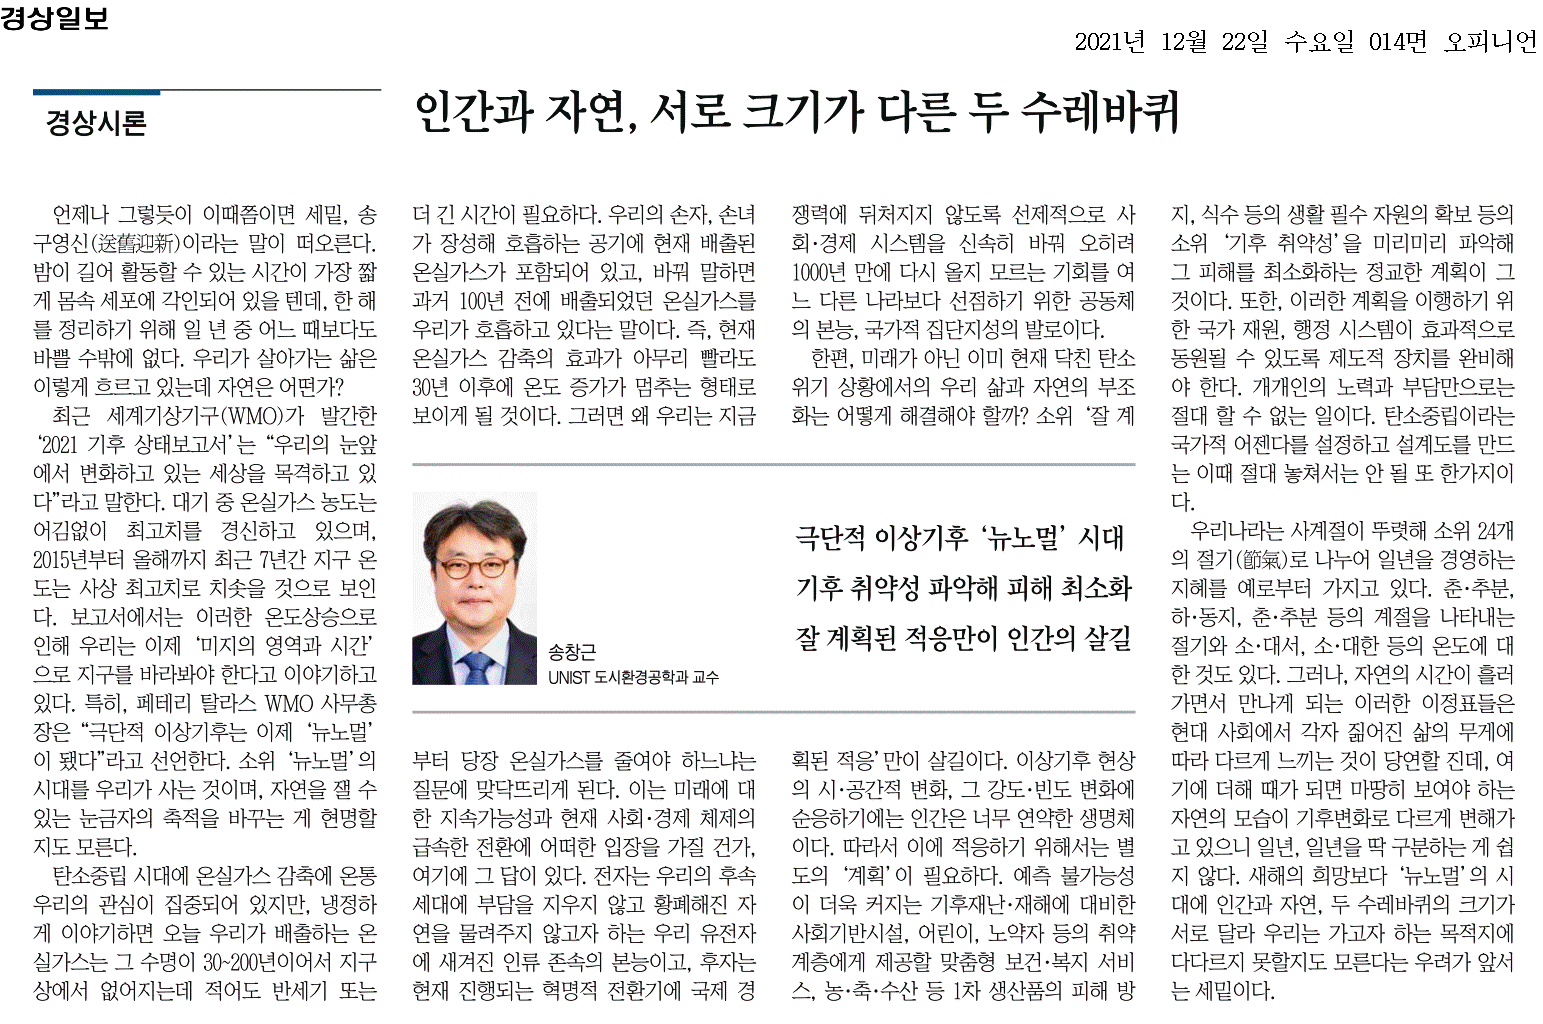 경상일보
2021년 12월 22일 수요일 014면 오피니언
경상시론
인간과 자연, 서로 크기가 다른 두 수레바퀴
언제나 그렇듯이 이때쯤이면 세밑, 송
구영신(送舊迎新)이라는 말이 떠오른다.
밤이 길어 활동할 수 있는 시간이 가장 짧
게 몸속 세포에 각인되어 있을 텐데, 한 해
를 정리하기 위해 일 년 중 어느 때보다도
바쁠 수밖에 없다. 우리가 살아가는 삶은
이렇게 흐르고 있는데 자연은 어떤가?
최근 세계기상기구(WMO)가 발간한
‘2021 기후 상태보고서’는 “우리의 눈앞
에서 변화하고 있는 세상을 목격하고 있
다”라고 말한다. 대기 중 온실가스 농도는
어김없이 최고치를 경신하고 있으며,
2015년부터 올해까지 최근 7년간 지구 온
도는 사상 최고치로 치솟을 것으로 보인
다. 보고서에서는 이러한 온도상승으로
인해 우리는 이제 ‘미지의 영역과 시간’
으로 지구를 바라봐야 한다고 이야기하고
있다. 특히, 페테리 탈라스 WMO 사무총
장은 “극단적 이상기후는 이제 ‘뉴노멀’
이 됐다”라고 선언한다. 소위 ‘뉴노멀’의
시대를 우리가 사는 것이며, 자연을 잴 수
있는 눈금자의 축적을 바꾸는 게 현명할
지도 모른다.
탄소중립 시대에 온실가스 감축에 온통
우리의 관심이 집중되어 있지만, 냉정하
게 이야기하면 오늘 우리가 배출하는 온
실가스는 그 수명이 30~200년이어서 지구
상에서 없어지는데 적어도 반세기 또는
더 긴 시간이 필요하다. 우리의 손자, 손녀
가 장성해 호흡하는 공기에 현재 배출된
온실가스가 포함되어 있고, 바꿔 말하면
과거 100년 전에 배출되었던 온실가스를
우리가 호흡하고 있다는 말이다. 즉, 현재
온실가스 감축의 효과가 아무리 빨라도
30년 이후에 온도 증가가 멈추는 형태로
보이게 될 것이다. 그러면 왜 우리는 지금
송창근
UNIST 도시환경공학과 교수
극단적 이상기후 ‘뉴노멀’ 시대
기후 취약성 파악해 피해 최소화
잘 계획된 적응만이 인간의 살길
부터 당장 온실가스를 줄여야 하느냐는
질문에 맞닥뜨리게 된다. 이는 미래에 대
한 지속가능성과 현재 사회·경제 체제의
급속한 전환에 어떠한 입장을 가질 건가,
여기에 그 답이 있다. 전자는 우리의 후속
세대에 부담을 지우지 않고 황폐해진 자
연을 물려주지 않고자 하는 우리 유전자
에 새겨진 인류 존속의 본능이고, 후자는
현재 진행되는 혁명적 전환기에 국제 경
쟁력에 뒤처지지 않도록 선제적으로 사
회·경제 시스템을 신속히 바꿔 오히려
1000년 만에 다시 올지 모르는 기회를 여
느 다른 나라보다 선점하기 위한 공동체
의 본능, 국가적 집단지성의 발로이다.
한편, 미래가 아닌 이미 현재 닥친 탄소
위기 상황에서의 우리 삶과 자연의 부조
화는 어떻게 해결해야 할까? 소위 ‘잘 계
획된 적응’만이 살길이다. 이상기후 현상
의 시·공간적 변화, 그 강도·빈도 변화에
순응하기에는 인간은 너무 연약한 생명체
이다. 따라서 이에 적응하기 위해서는 별
도의 ‘계획’이 필요하다. 예측 불가능성
이 더욱 커지는 기후재난·재해에 대비한
사회기반시설, 어린이, 노약자 등의 취약
계층에게 제공할 맞춤형 보건·복지 서비
스, 농·축·수산 등 1차 생산품의 피해 방
지, 식수 등의 생활 필수 자원의 확보 등의
소위 ‘기후 취약성’을 미리미리 파악해
그 피해를 최소화하는 정교한 계획이 그
것이다. 또한, 이러한 계획을 이행하기 위
한 국가 재원, 행정 시스템이 효과적으로
동원될 수 있도록 제도적 장치를 완비해
야 한다. 개개인의 노력과 부담만으로는
절대 할 수 없는 일이다. 탄소중립이라는
국가적 어젠다를 설정하고 설계도를 만드
는 이때 절대 놓쳐서는 안 될 또 한가지이
다.
우리나라는 사계절이 뚜렷해 소위 24개
의 절기(節氣)로 나누어 일년을 경영하는
지혜를 예로부터 가지고 있다. 춘·추분,
하·동지, 춘·추분 등의 계절을 나타내는
절기와 소·대서, 소·대한 등의 온도에 대
한 것도 있다. 그러나, 자연의 시간이 흘러
가면서 만나게 되는 이러한 이정표들은
현대 사회에서 각자 짊어진 삶의 무게에
따라 다르게 느끼는 것이 당연할 진데, 여
기에 더해 때가 되면 마땅히 보여야 하는
자연의 모습이 기후변화로 다르게 변해가
고 있으니 일년, 일년을 딱 구분하는 게 쉽
지 않다. 새해의 희망보다 ‘뉴노멀’의 시
대에 인간과 자연, 두 수레바퀴의 크기가
서로 달라 우리는 가고자 하는 목적지에
다다르지 못할지도 모른다는 우려가 앞서
는 세밑이다.